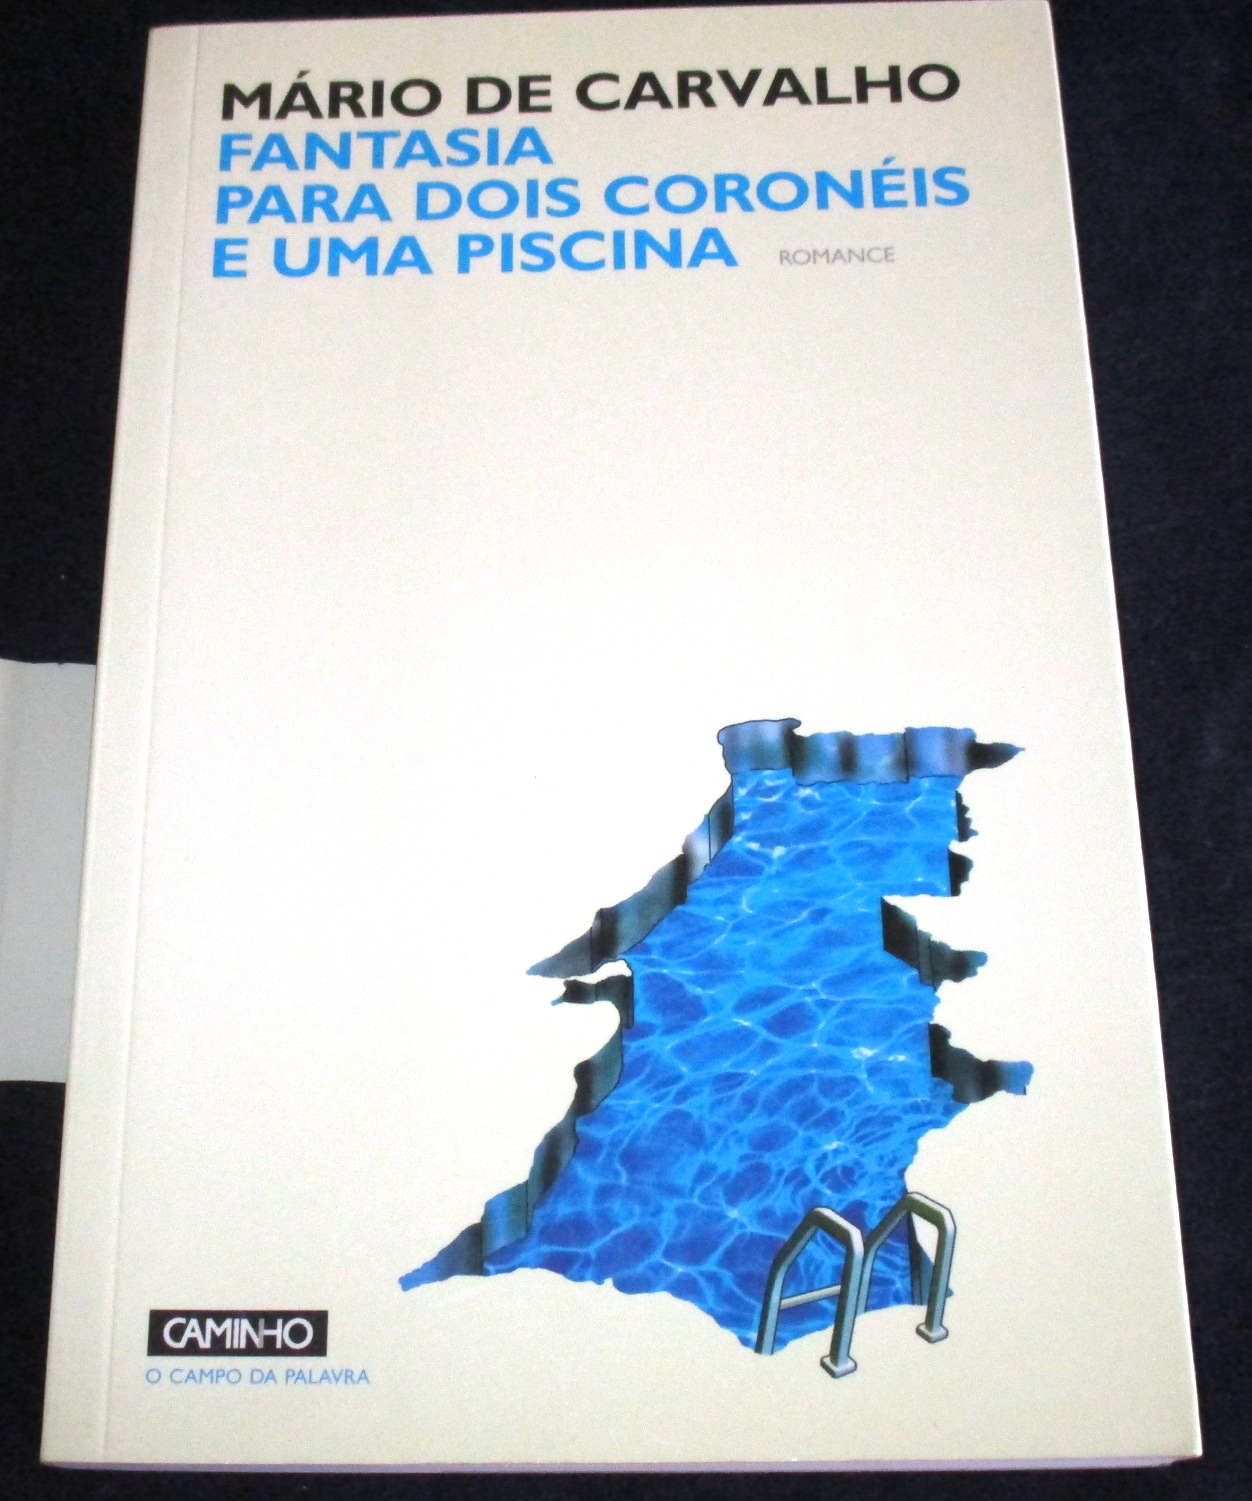 MÁRIO DE CARVALHO
FANTASIA
PARA DOIS CORONÉIS
E UMA PISCINA ROMANCE
CAMINHO
O CAMPO DA PALAVRA